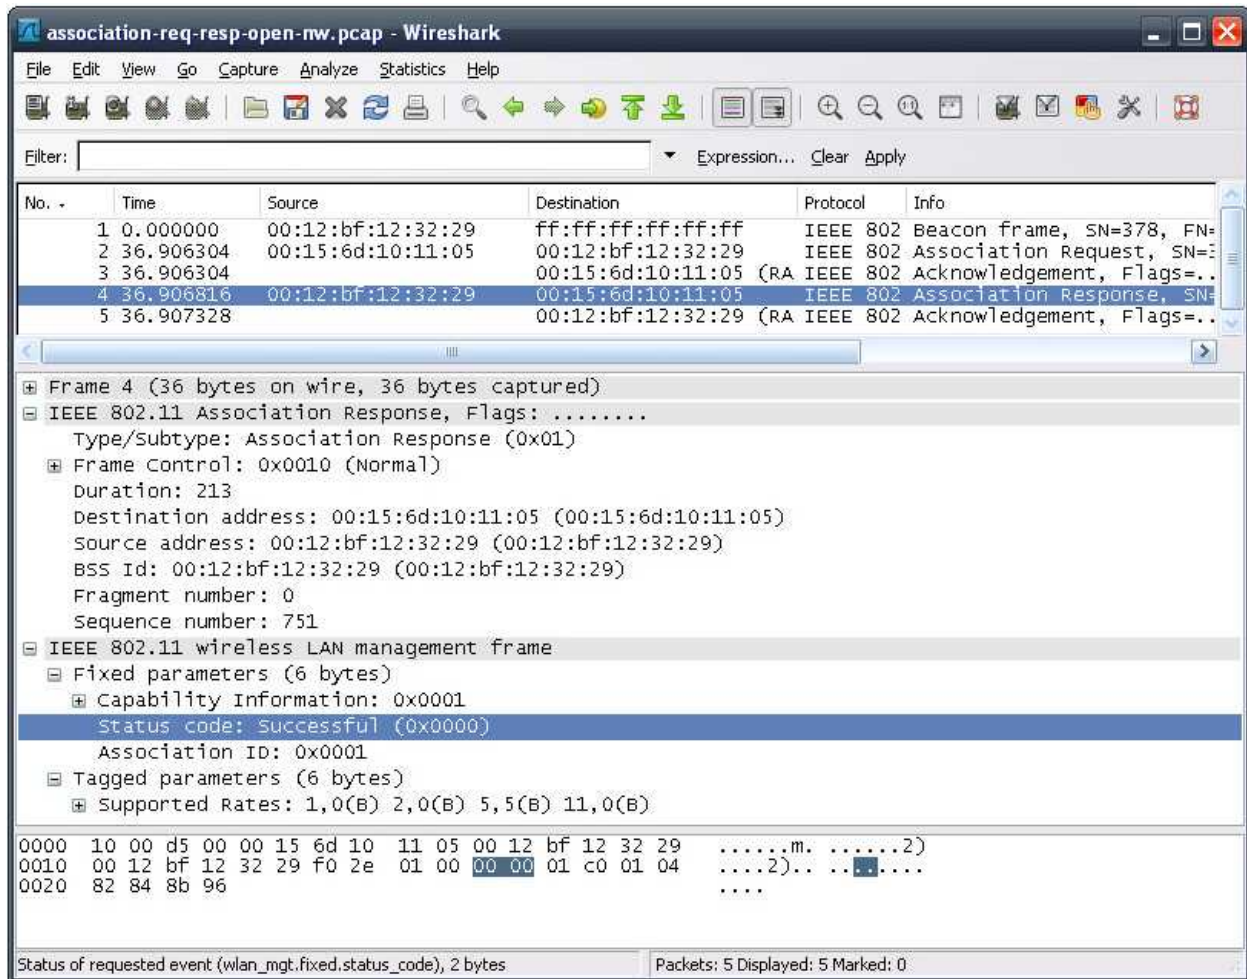 association-req-resp-open-nw.pcap - Wireshark
File Edit View Go Capture Analyze Statistics Help
Filter: Expression... Clear Apply
No. . Time Source Destination Protocol Info
1 0.000000 00:12:bf:12:32:29 ff:ff:ff:ff:ff:ff IEEE 802 Beacon frame, SN=378, FN=
2 36.906304 00:15:6d:10:11:05 00:12:bf:12:32:29 IEEE 802 Association Request, SN=
3 36.906304 00:15:6d:10:11:05 (RA IEEE 802 Acknowledgement, Flags=..
4 36.906816 00:12:bf:12:32:29 00:15:6d:10:11:05 IEEE 802 Association Response, SN=
5 36.907328 00:12:bf:12:32:29 (RA IEEE 802 Acknowledgement, Flags=..
Frame 4 (36 bytes on wire, 36 bytes captured)
IEEE 802.11 Association Response, Flags: ........
Type/Subtype: Association Response (0x01)
Frame Control: 0x0010 (Normal)
Duration: 213
Destination address: 00:15:6d:10:11:05 (00:15:6d:10:11:05)
Source address: 00:12:bf:12:32:29 (00:12:bf:12:32:29)
BSS Id: 00:12:bf:12:32:29 (00:12:bf:12:32:29)
Fragment number: 0
Sequence number: 751
IEEE 802.11 wireless LAN management frame
Fixed parameters (6 bytes)
Capability Information: 0x0001
Status code: Successful (0x0000)
Association ID: 0x0001
Tagged parameters (6 bytes)
Supported Rates: 1,0(B) 2,0(B) 5,5(B) 11,0(B)
0000 10 00 d5 00 00 15 6d 10 11 05 00 12 bf 12 32 29 ......m. ......2)
0010 00 12 bf 12 32 29 f0 2e 01 00 00 00 01 c0 01 04 ....2).. ........
0020 82 84 8b 96 ....
Status of requested event (wlan_mgt.fixed.status_code), 2 bytes Packets: 5 Displayed: 5 Marked: 0